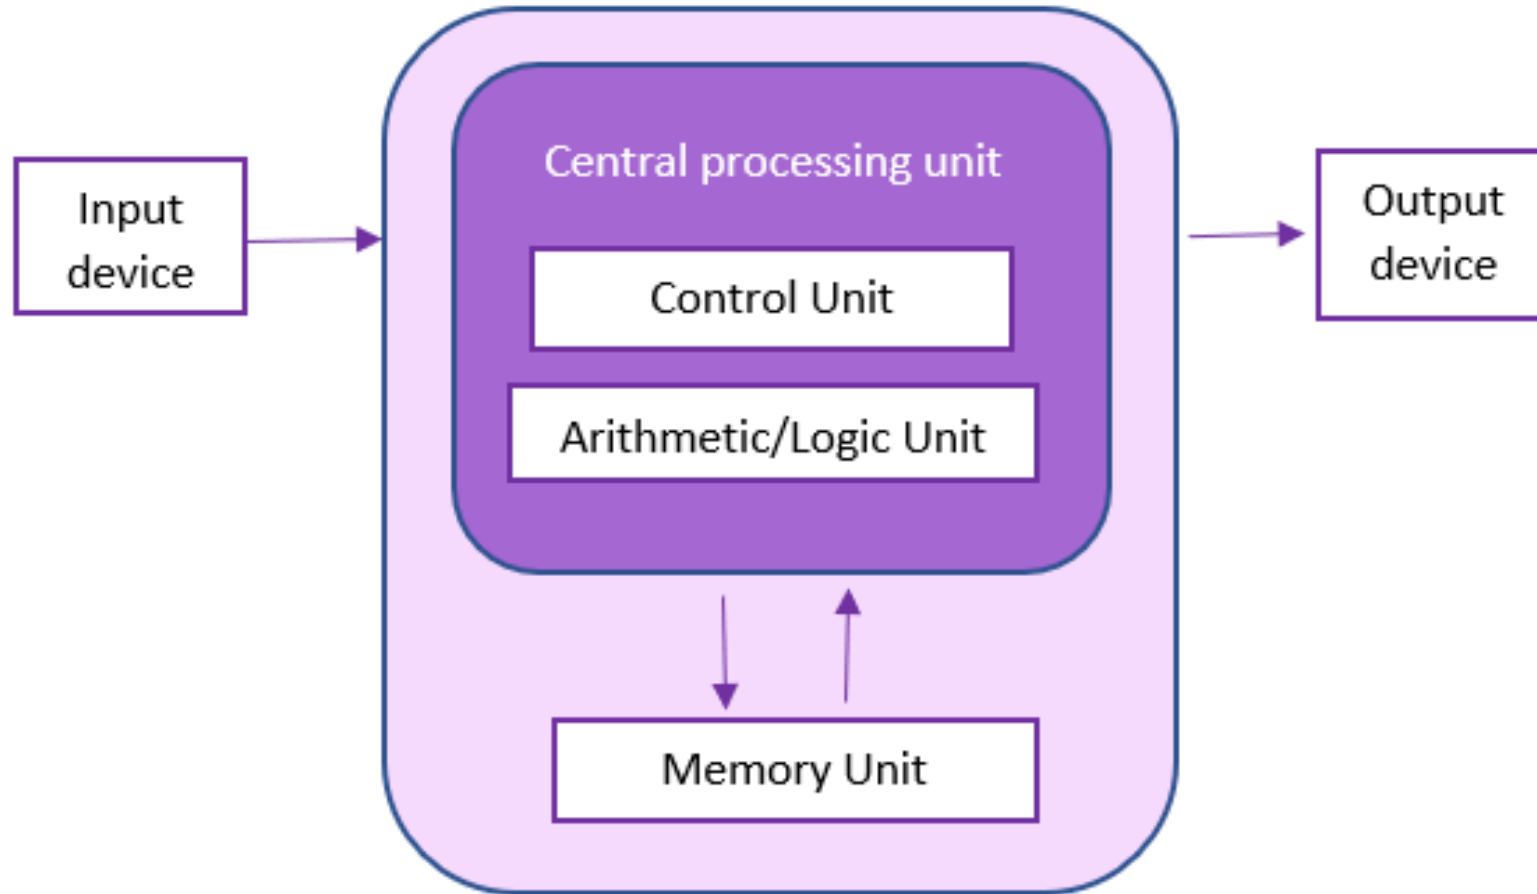 Central processing unit
Input
device
Output
device
Control Unit
Arithmetic/Logic Unit
Memory Unit